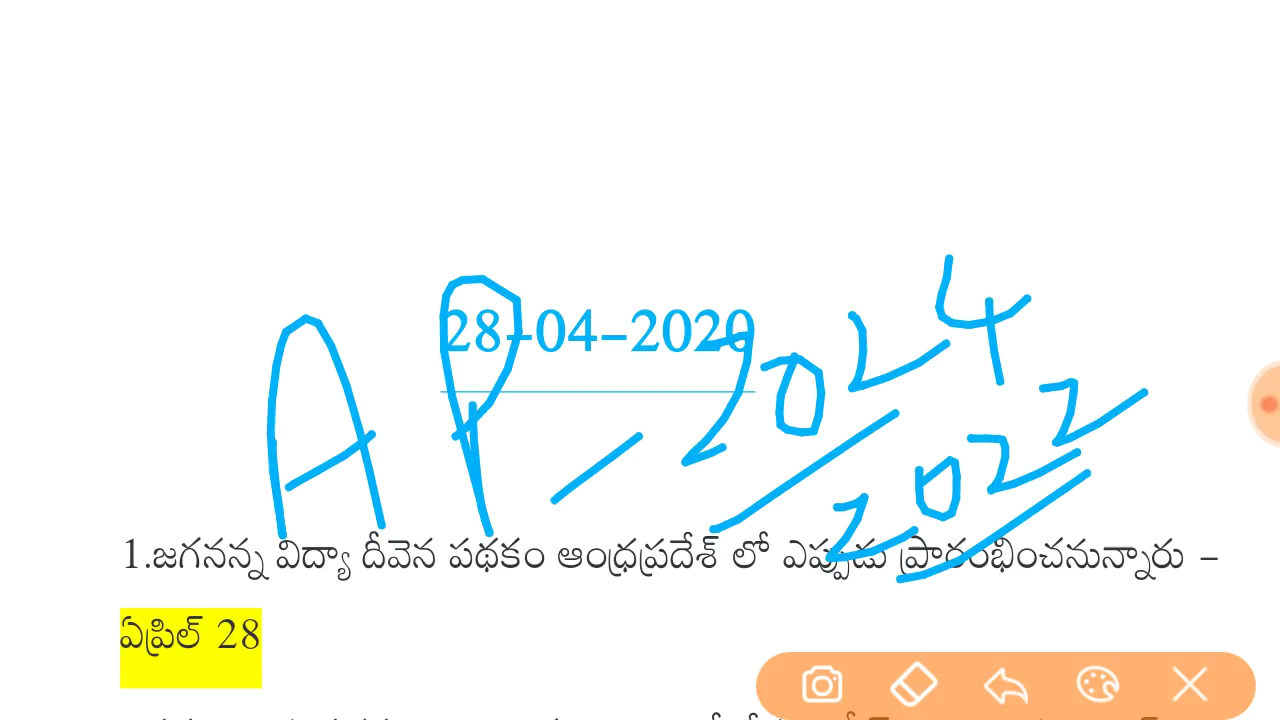 28-04-2020
AP - 2024
2022
1.జగనన్న విద్యా దీవెన పథకం ఆంధ్రప్రదేశ్ లో ఎప్పుడు ప్రారంభించనున్నారు –
ఏప్రిల్ 28